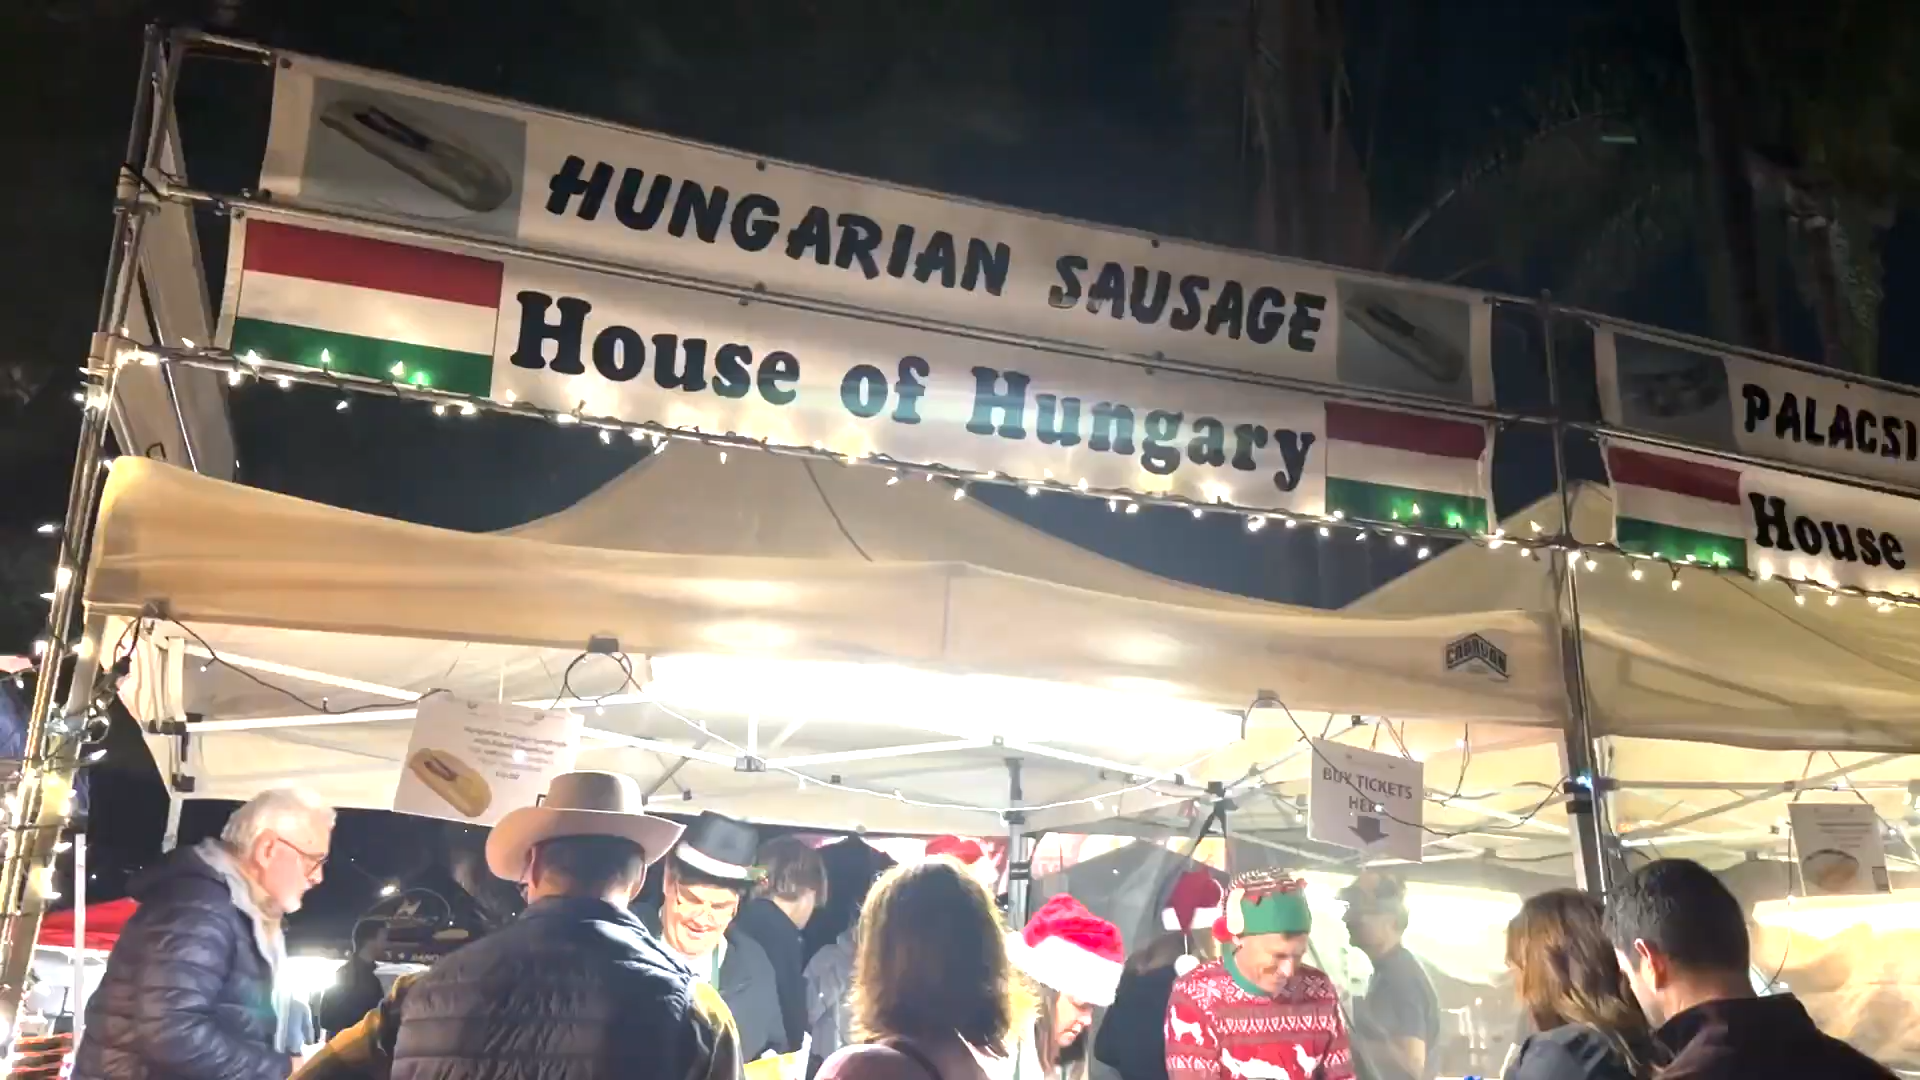 HUNGARIAN SAUSAGE
House of Hungary
PALACSI
House
CARAVAN
BUY TICKETS
HERE